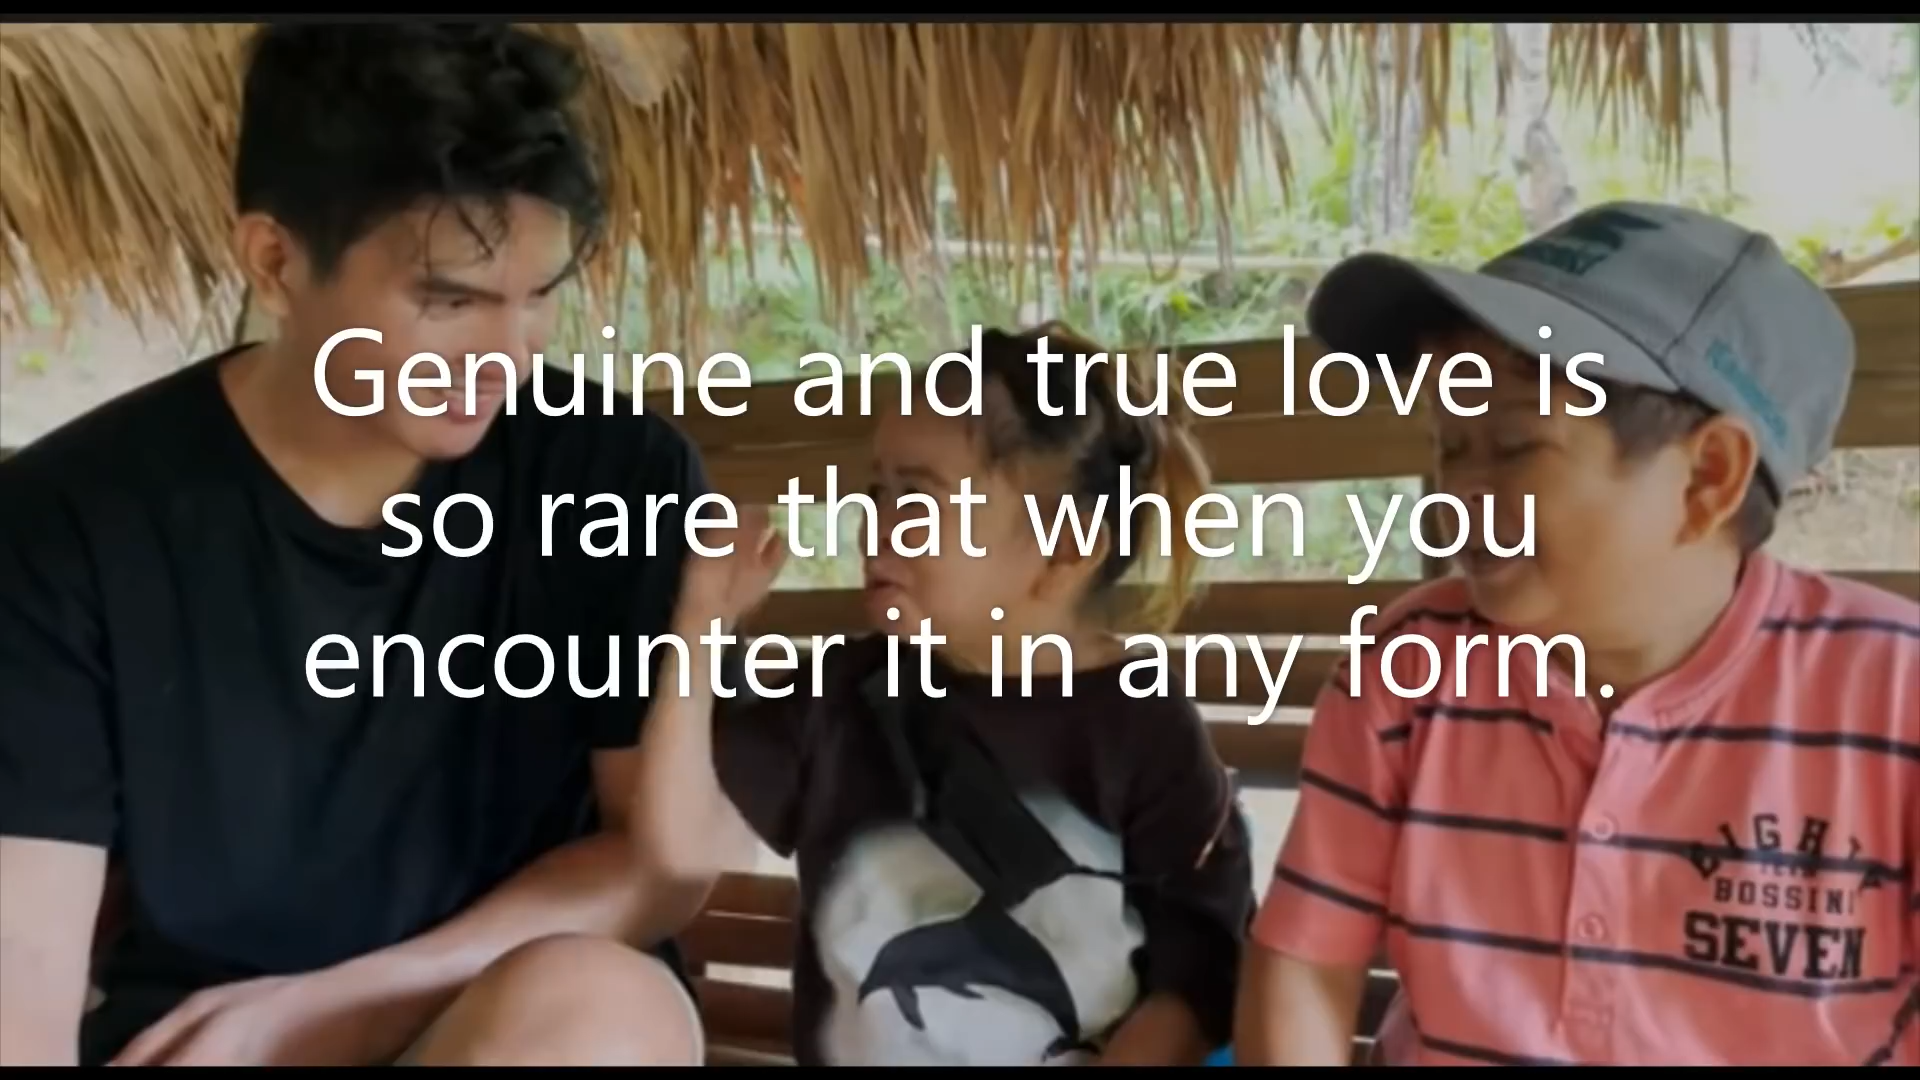 Genuine and true love is
so rare that when you
encounter it in any form.
BOSSINI
SEVEN